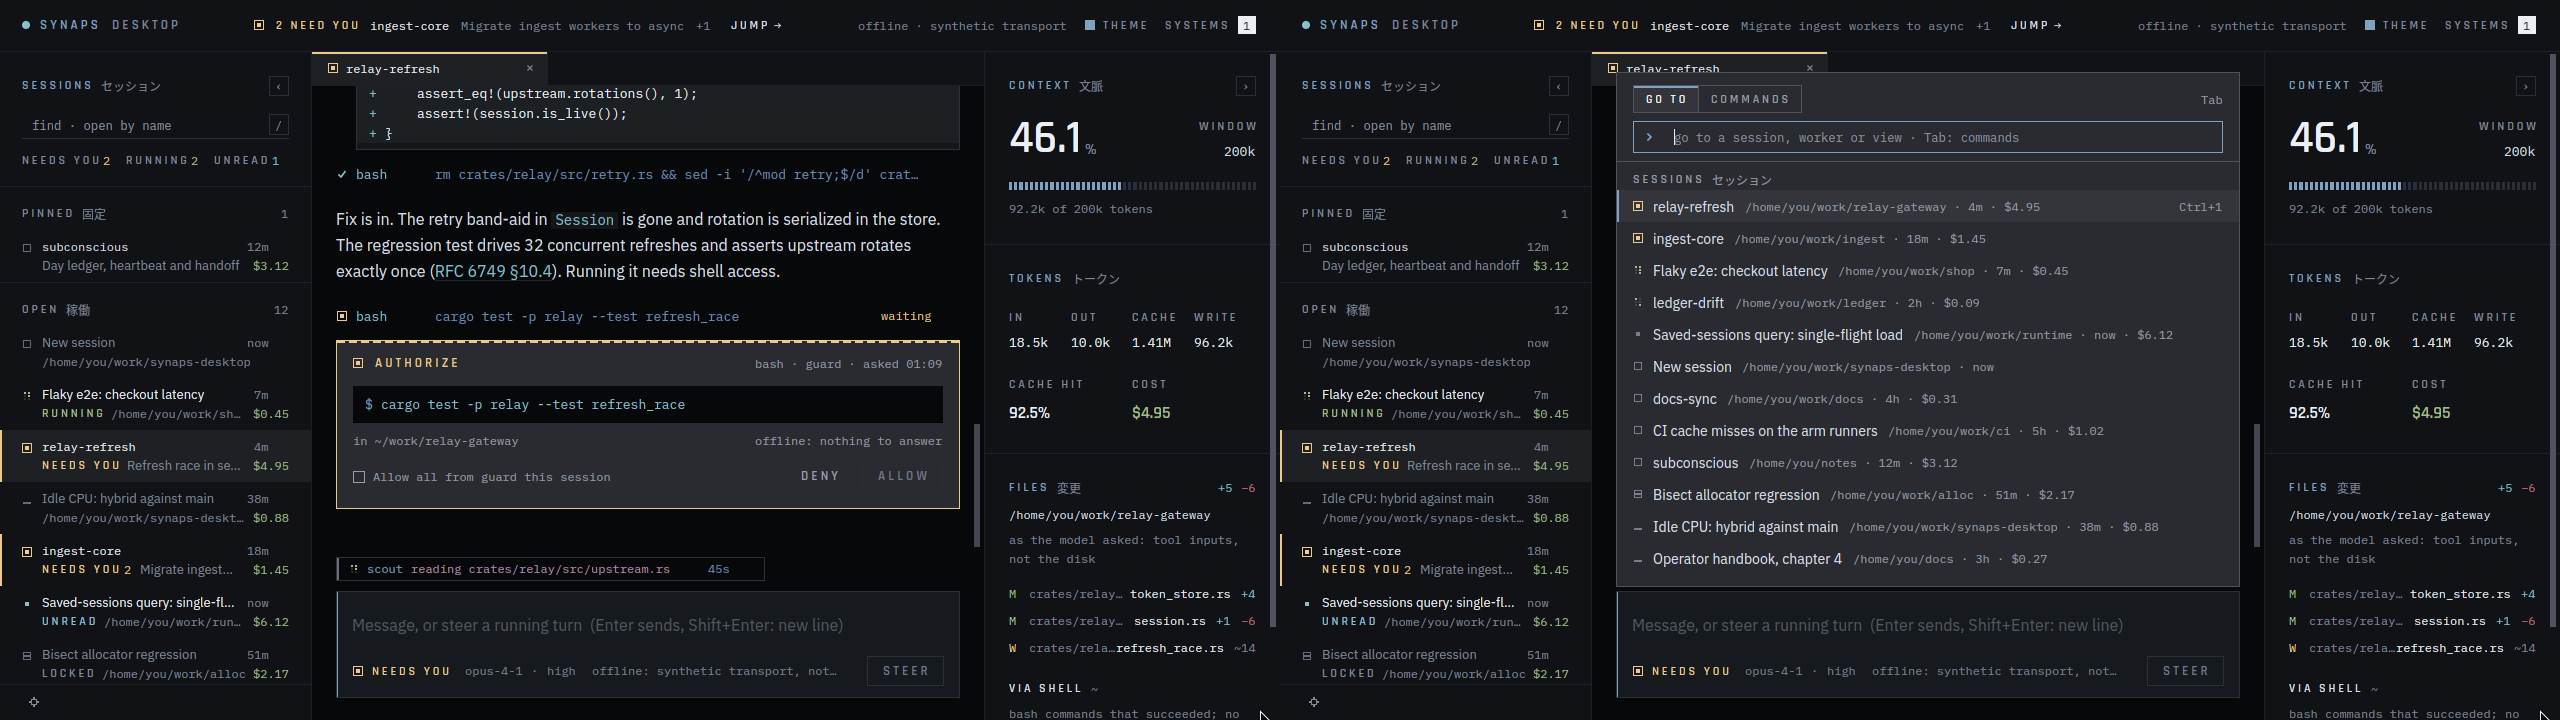 SYNAPS DESKTOP
2 NEED YOU ingest-core Migrate ingest workers to async +1 JUMP →
offline · synthetic transport THEME SYSTEMS 1
SESSIONS セッション ‹
find · open by name /
NEEDS YOU 2 RUNNING 2 UNREAD 1
PINNED 固定 1
subconscious 12m
Day ledger, heartbeat and handoff $3.12
OPEN 稼働 12
New session now
/home/you/work/synaps-desktop
Flaky e2e: checkout latency 7m
RUNNING /home/you/work/sh… $0.45
relay-refresh 4m
NEEDS YOU Refresh race in se… $4.95
Idle CPU: hybrid against main 38m
/home/you/work/synaps-deskt… $0.88
ingest-core 18m
NEEDS YOU 2 Migrate ingest… $1.45
Saved-sessions query: single-fl… now
UNREAD /home/you/work/run… $6.12
Bisect allocator regression 51m
LOCKED /home/you/work/alloc $2.17
relay-refresh ×
+ assert_eq!(upstream.rotations(), 1);
+ assert!(session.is_live());
+ }
✓ bash rm crates/relay/src/retry.rs && sed -i '/^mod retry;$/d' crat…
Fix is in. The retry band-aid in Session is gone and rotation is serialized in the store.
The regression test drives 32 concurrent refreshes and asserts upstream rotates
exactly once (RFC 6749 §10.4). Running it needs shell access.
bash cargo test -p relay --test refresh_race waiting
AUTHORIZE bash · guard · asked 01:09
$ cargo test -p relay --test refresh_race
in ~/work/relay-gateway offline: nothing to answer
Allow all from guard this session DENY ALLOW
scout reading crates/relay/src/upstream.rs 45s
Message, or steer a running turn (Enter sends, Shift+Enter: new line)
NEEDS YOU opus-4-1 · high offline: synthetic transport, not… STEER
CONTEXT 文脈 ›
46.1% WINDOW
200k
92.2k of 200k tokens
TOKENS トークン
IN OUT CACHE WRITE
18.5k 10.0k 1.41M 96.2k
CACHE HIT COST
92.5% $4.95
FILES 変更 +5 −6
/home/you/work/relay-gateway
as the model asked: tool inputs,
not the disk
M crates/relay… token_store.rs +4
M crates/relay… session.rs +1 −6
W crates/rela…refresh_race.rs ~14
VIA SHELL ~
bash commands that succeeded; no
SYNAPS DESKTOP
2 NEED YOU ingest-core Migrate ingest workers to async +1 JUMP →
offline · synthetic transport THEME SYSTEMS 1
SESSIONS セッション ‹
find · open by name /
NEEDS YOU 2 RUNNING 2 UNREAD 1
PINNED 固定 1
subconscious 12m
Day ledger, heartbeat and handoff $3.12
OPEN 稼働 12
New session now
/home/you/work/synaps-desktop
Flaky e2e: checkout latency 7m
RUNNING /home/you/work/sh… $0.45
relay-refresh 4m
NEEDS YOU Refresh race in se… $4.95
Idle CPU: hybrid against main 38m
/home/you/work/synaps-deskt… $0.88
ingest-core 18m
NEEDS YOU 2 Migrate ingest… $1.45
Saved-sessions query: single-fl… now
UNREAD /home/you/work/run… $6.12
Bisect allocator regression 51m
LOCKED /home/you/work/alloc $2.17
relay-refresh ×
GO TO COMMANDS Tab
› go to a session, worker or view · Tab: commands
SESSIONS セッション
relay-refresh /home/you/work/relay-gateway · 4m · $4.95 Ctrl+1
ingest-core /home/you/work/ingest · 18m · $1.45
Flaky e2e: checkout latency /home/you/work/shop · 7m · $0.45
ledger-drift /home/you/work/ledger · 2h · $0.09
Saved-sessions query: single-flight load /home/you/work/runtime · now · $6.12
New session /home/you/work/synaps-desktop · now
docs-sync /home/you/work/docs · 4h · $0.31
CI cache misses on the arm runners /home/you/work/ci · 5h · $1.02
subconscious /home/you/notes · 12m · $3.12
Bisect allocator regression /home/you/work/alloc · 51m · $2.17
Idle CPU: hybrid against main /home/you/work/synaps-desktop · 38m · $0.88
Operator handbook, chapter 4 /home/you/docs · 3h · $0.27
Message, or steer a running turn (Enter sends, Shift+Enter: new line)
NEEDS YOU opus-4-1 · high offline: synthetic transport, not… STEER
CONTEXT 文脈 ›
46.1% WINDOW
200k
92.2k of 200k tokens
TOKENS トークン
IN OUT CACHE WRITE
18.5k 10.0k 1.41M 96.2k
CACHE HIT COST
92.5% $4.95
FILES 変更 +5 −6
/home/you/work/relay-gateway
as the model asked: tool inputs,
not the disk
M crates/relay… token_store.rs +4
M crates/relay… session.rs +1 −6
W crates/rela…refresh_race.rs ~14
VIA SHELL ~
bash commands that succeeded; no